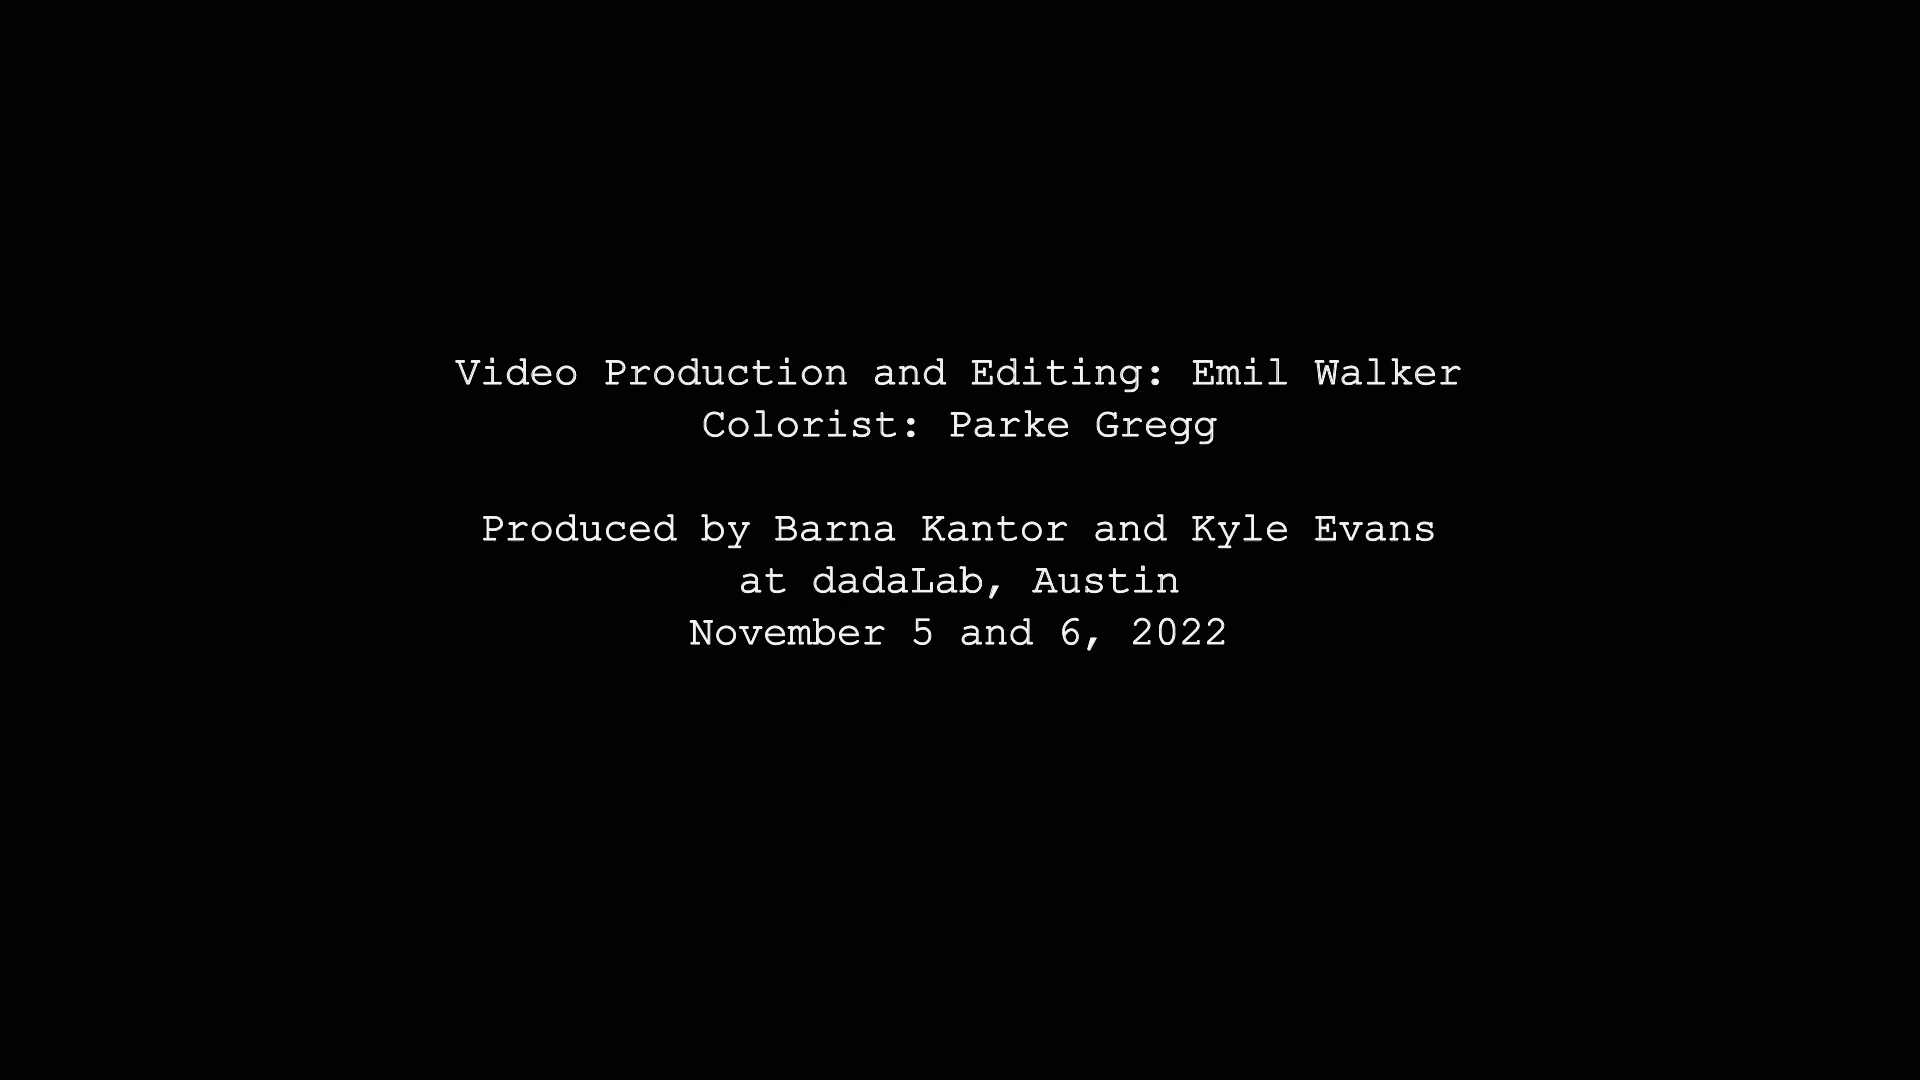 Video Production and Editing: Emil Walker
Colorist: Parke Gregg
Produced by Barna Kantor and Kyle Evans
at dadaLab, Austin
November 5 and 6, 2022